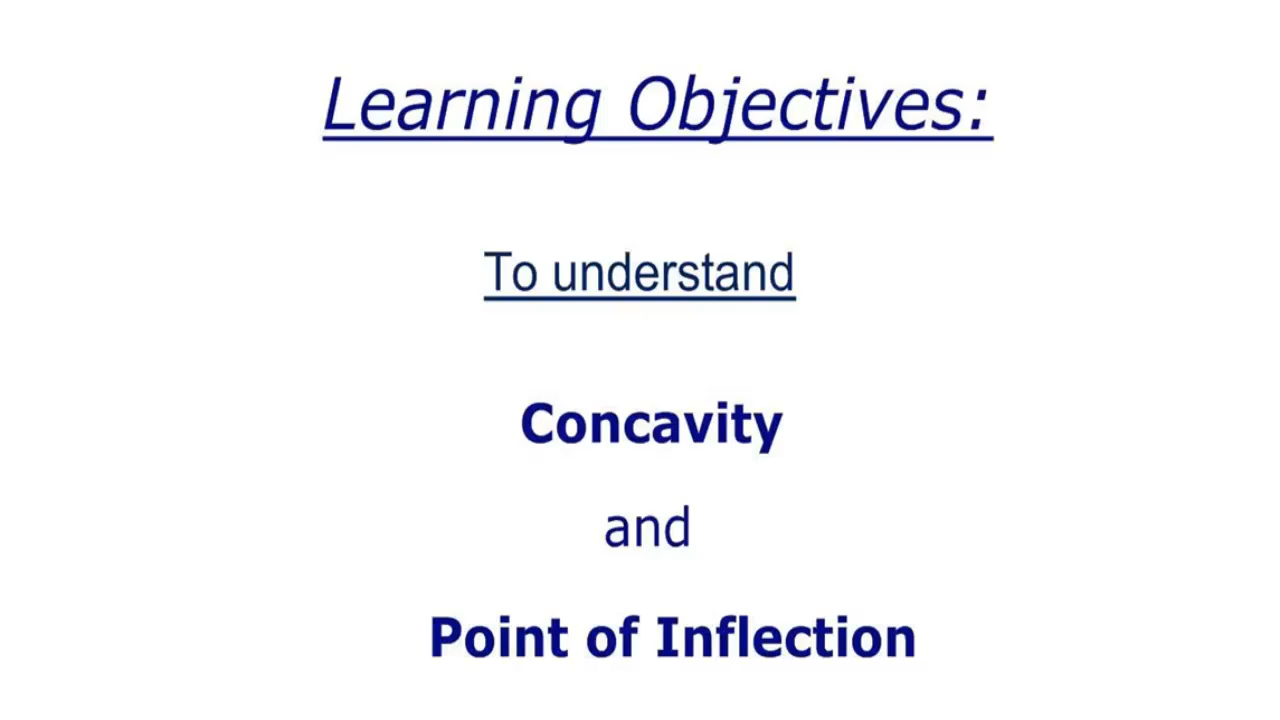 Learning Objectives:
To understand
Concavity
and
Point of Inflection